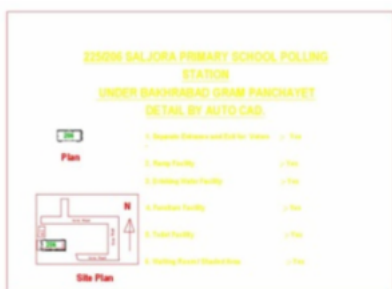 225/206 SALJORA PRIMARY SCHOOL POLLING
STATION
UNDER BAKHRABAD GRAM PANCHAYET
DETAIL BY AUTO CAD.
1. Separate Entrance and Exit for Voters :- Yes
Plan
2. Ramp Facility :- Yes
3. Drinking Water Facility :- Yes
4. Furniture Facility :- Yes
N
5. Toilet Facility :- Yes
6. Waiting Room / Shaded Area :- Yes
Site Plan